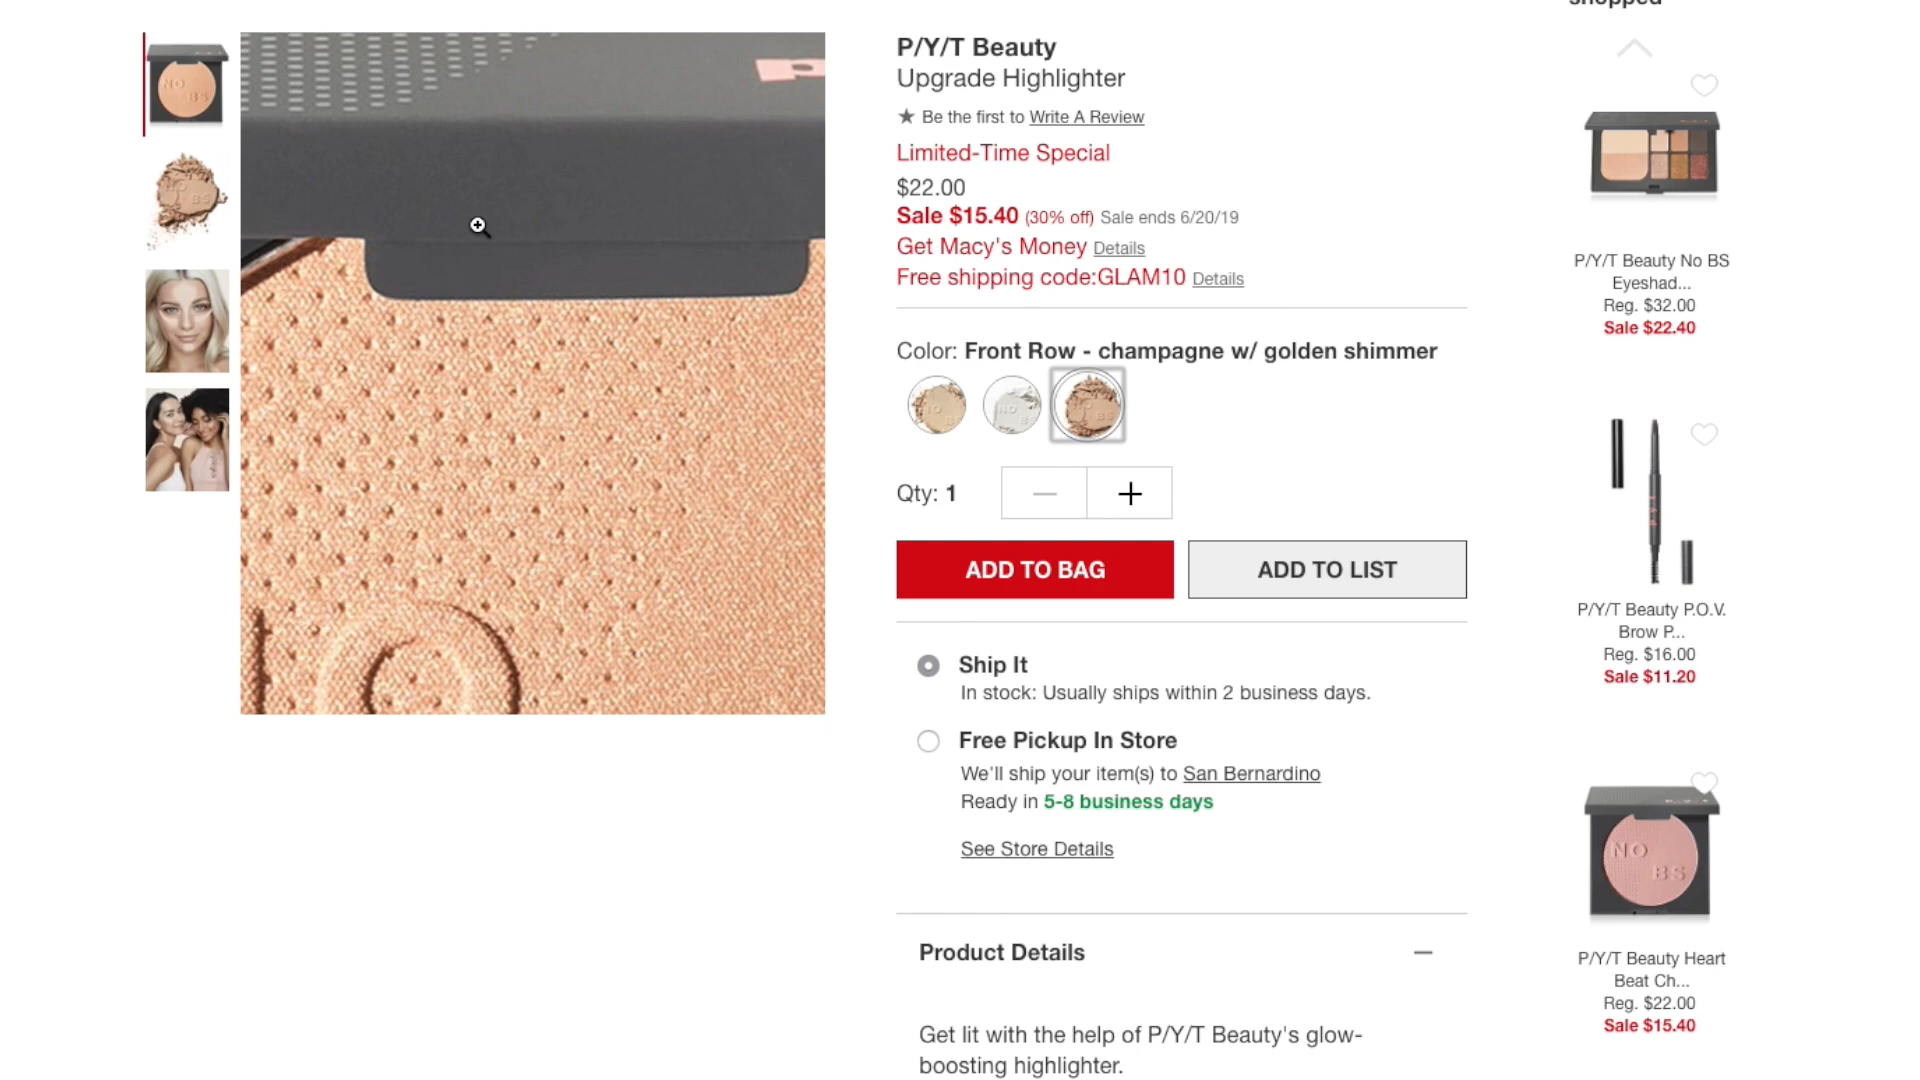 shopped
P/Y/T Beauty
Upgrade Highlighter
★ Be the first to Write A Review
Limited-Time Special
$22.00
Sale $15.40 (30% off) Sale ends 6/20/19
Get Macy's Money Details
Free shipping code:GLAM10 Details
Color: Front Row - champagne w/ golden shimmer
Qty: 1
ADD TO BAG
ADD TO LIST
Ship It
In stock: Usually ships within 2 business days.
Free Pickup In Store
We'll ship your item(s) to San Bernardino
Ready in 5-8 business days
See Store Details
Product Details
Get lit with the help of P/Y/T Beauty's glow-
boosting highlighter.
P/Y/T Beauty No BS
Eyeshad...
Reg. $32.00
Sale $22.40
P/Y/T Beauty P.O.V.
Brow P...
Reg. $16.00
Sale $11.20
NO
BS
P/Y/T Beauty Heart
Beat Ch...
Reg. $22.00
Sale $15.40